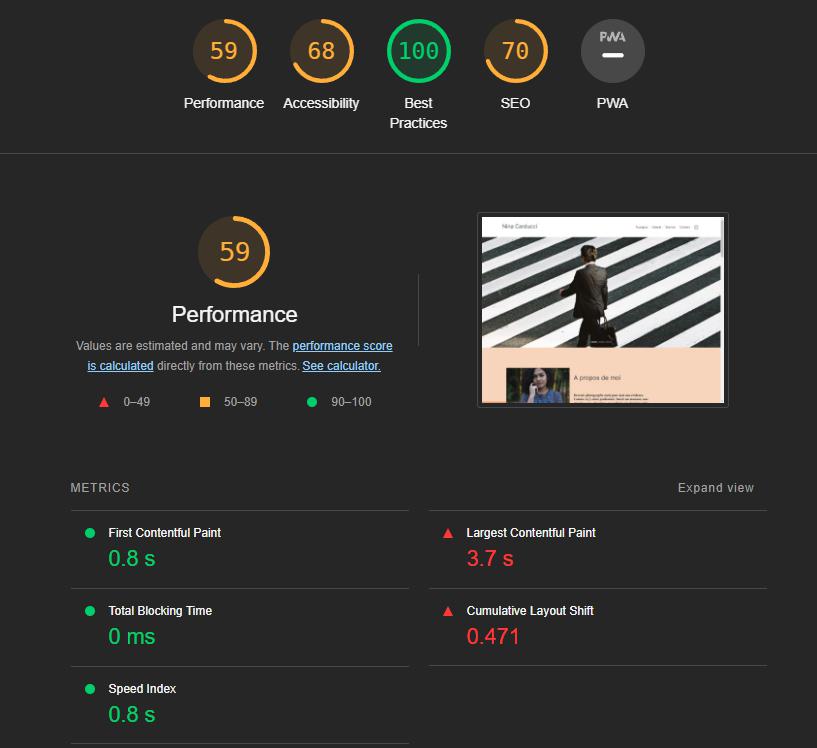 59
68
100
70
PWA
Performance
Accessibility
Best
Practices
SEO
PWA
59
Performance
Values are estimated and may vary. The performance score
is calculated directly from these metrics. See calculator.
0–49
50–89
90–100
Nina Carducci
A propos de moi
METRICS
Expand view
First Contentful Paint
0.8 s
Largest Contentful Paint
3.7 s
Total Blocking Time
0 ms
Cumulative Layout Shift
0.471
Speed Index
0.8 s